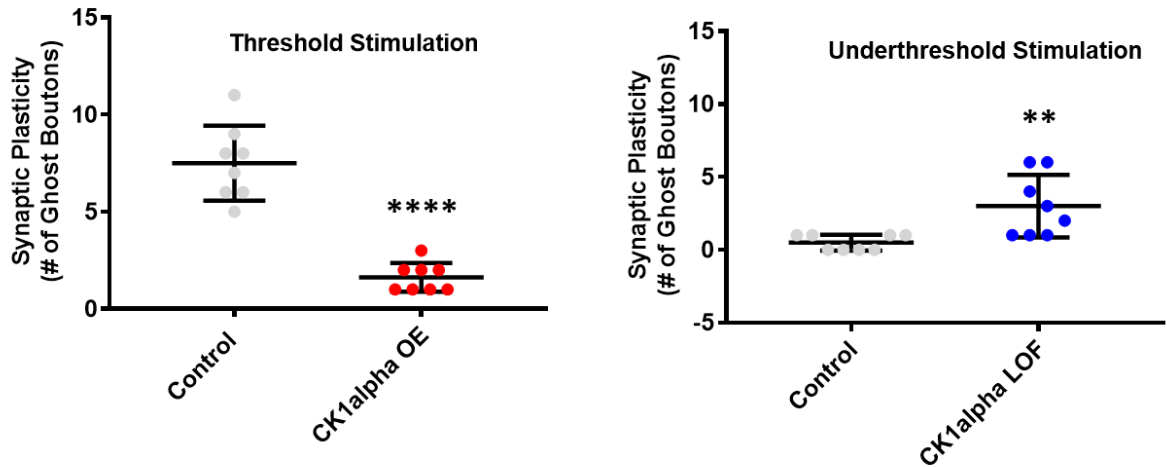 Threshold Stimulation
Synaptic Plasticity
(# of Ghost Boutons)
15
10
5
0
****
Control
CK1alpha OE
Underthreshold Stimulation
Synaptic Plasticity
(# of Ghost Boutons)
15
10
5
0
-5
**
Control
CK1alpha LOF